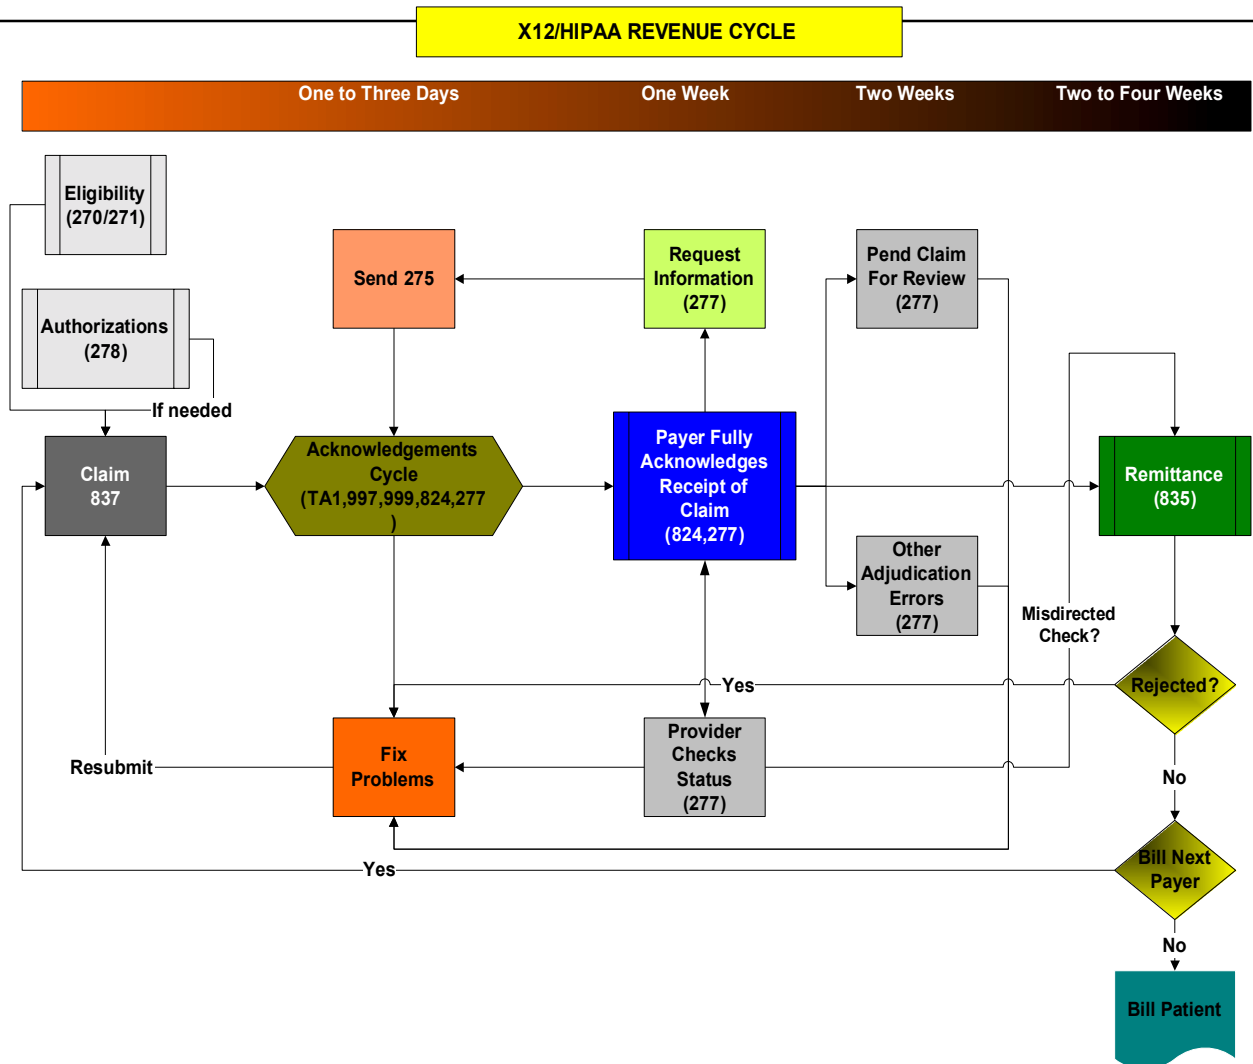 X12/HIPAA REVENUE CYCLE
One to Three Days
One Week
Two Weeks
Two to Four Weeks
Eligibility
(270/271)
Authorizations
(278)
If needed
Claim
837
Send 275
Acknowledgements
Cycle
(TA1,997,999,824,277
)
Request
Information
(277)
Payer Fully
Acknowledges
Receipt of
Claim
(824,277)
Pend Claim
For Review
(277)
Other
Adjudication
Errors
(277)
Remittance
(835)
Misdirected
Check?
Rejected?
Yes
Fix
Problems
Resubmit
Provider
Checks
Status
(277)
No
Bill Next
Payer
Yes
No
Bill Patient